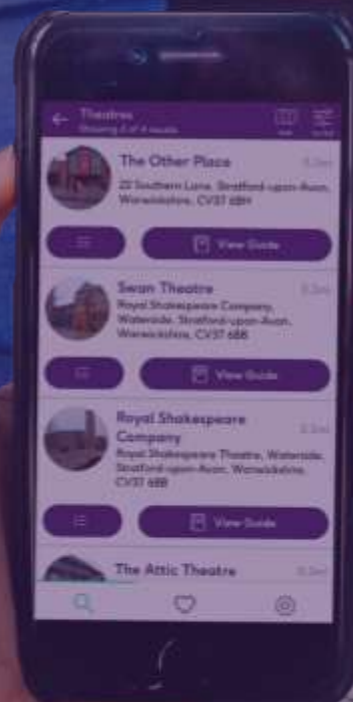 Theatres
Showing 4 of 4 results
The Other Place
22 Southern Lane, Stratford-upon-Avon,
Warwickshire, CV37 6BH
View Guide
Swan Theatre
Royal Shakespeare Company,
Waterside, Stratford-upon-Avon,
Warwickshire, CV37 6BB
View Guide
Royal Shakespeare
Company
Royal Shakespeare Theatre, Waterside,
Stratford-upon-Avon, Warwickshire,
CV37 6BB
View Guide
The Attic Theatre